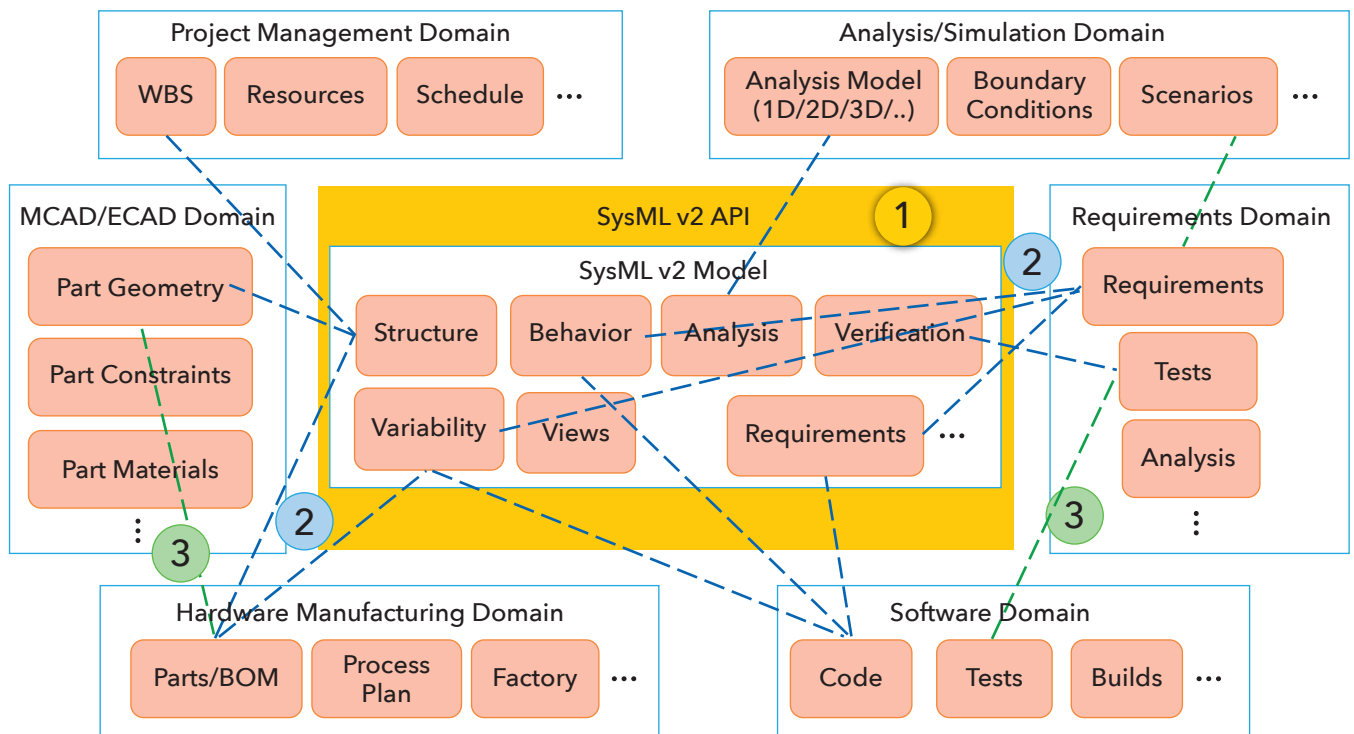 Project Management Domain
WBS
Resources
Schedule
...
Analysis/Simulation Domain
Analysis Model
(1D/2D/3D/..)
Boundary
Conditions
Scenarios
...
MCAD/ECAD Domain
Part Geometry
Part Constraints
Part Materials
...
3
SysML v2 API
1
SysML v2 Model
Structure
Behavior
Analysis
Verification
Variability
Views
Requirements
...
2
2
Requirements Domain
Requirements
Tests
Analysis
...
3
Hardware Manufacturing Domain
Parts/BOM
Process
Plan
Factory
...
Software Domain
Code
Tests
Builds
...